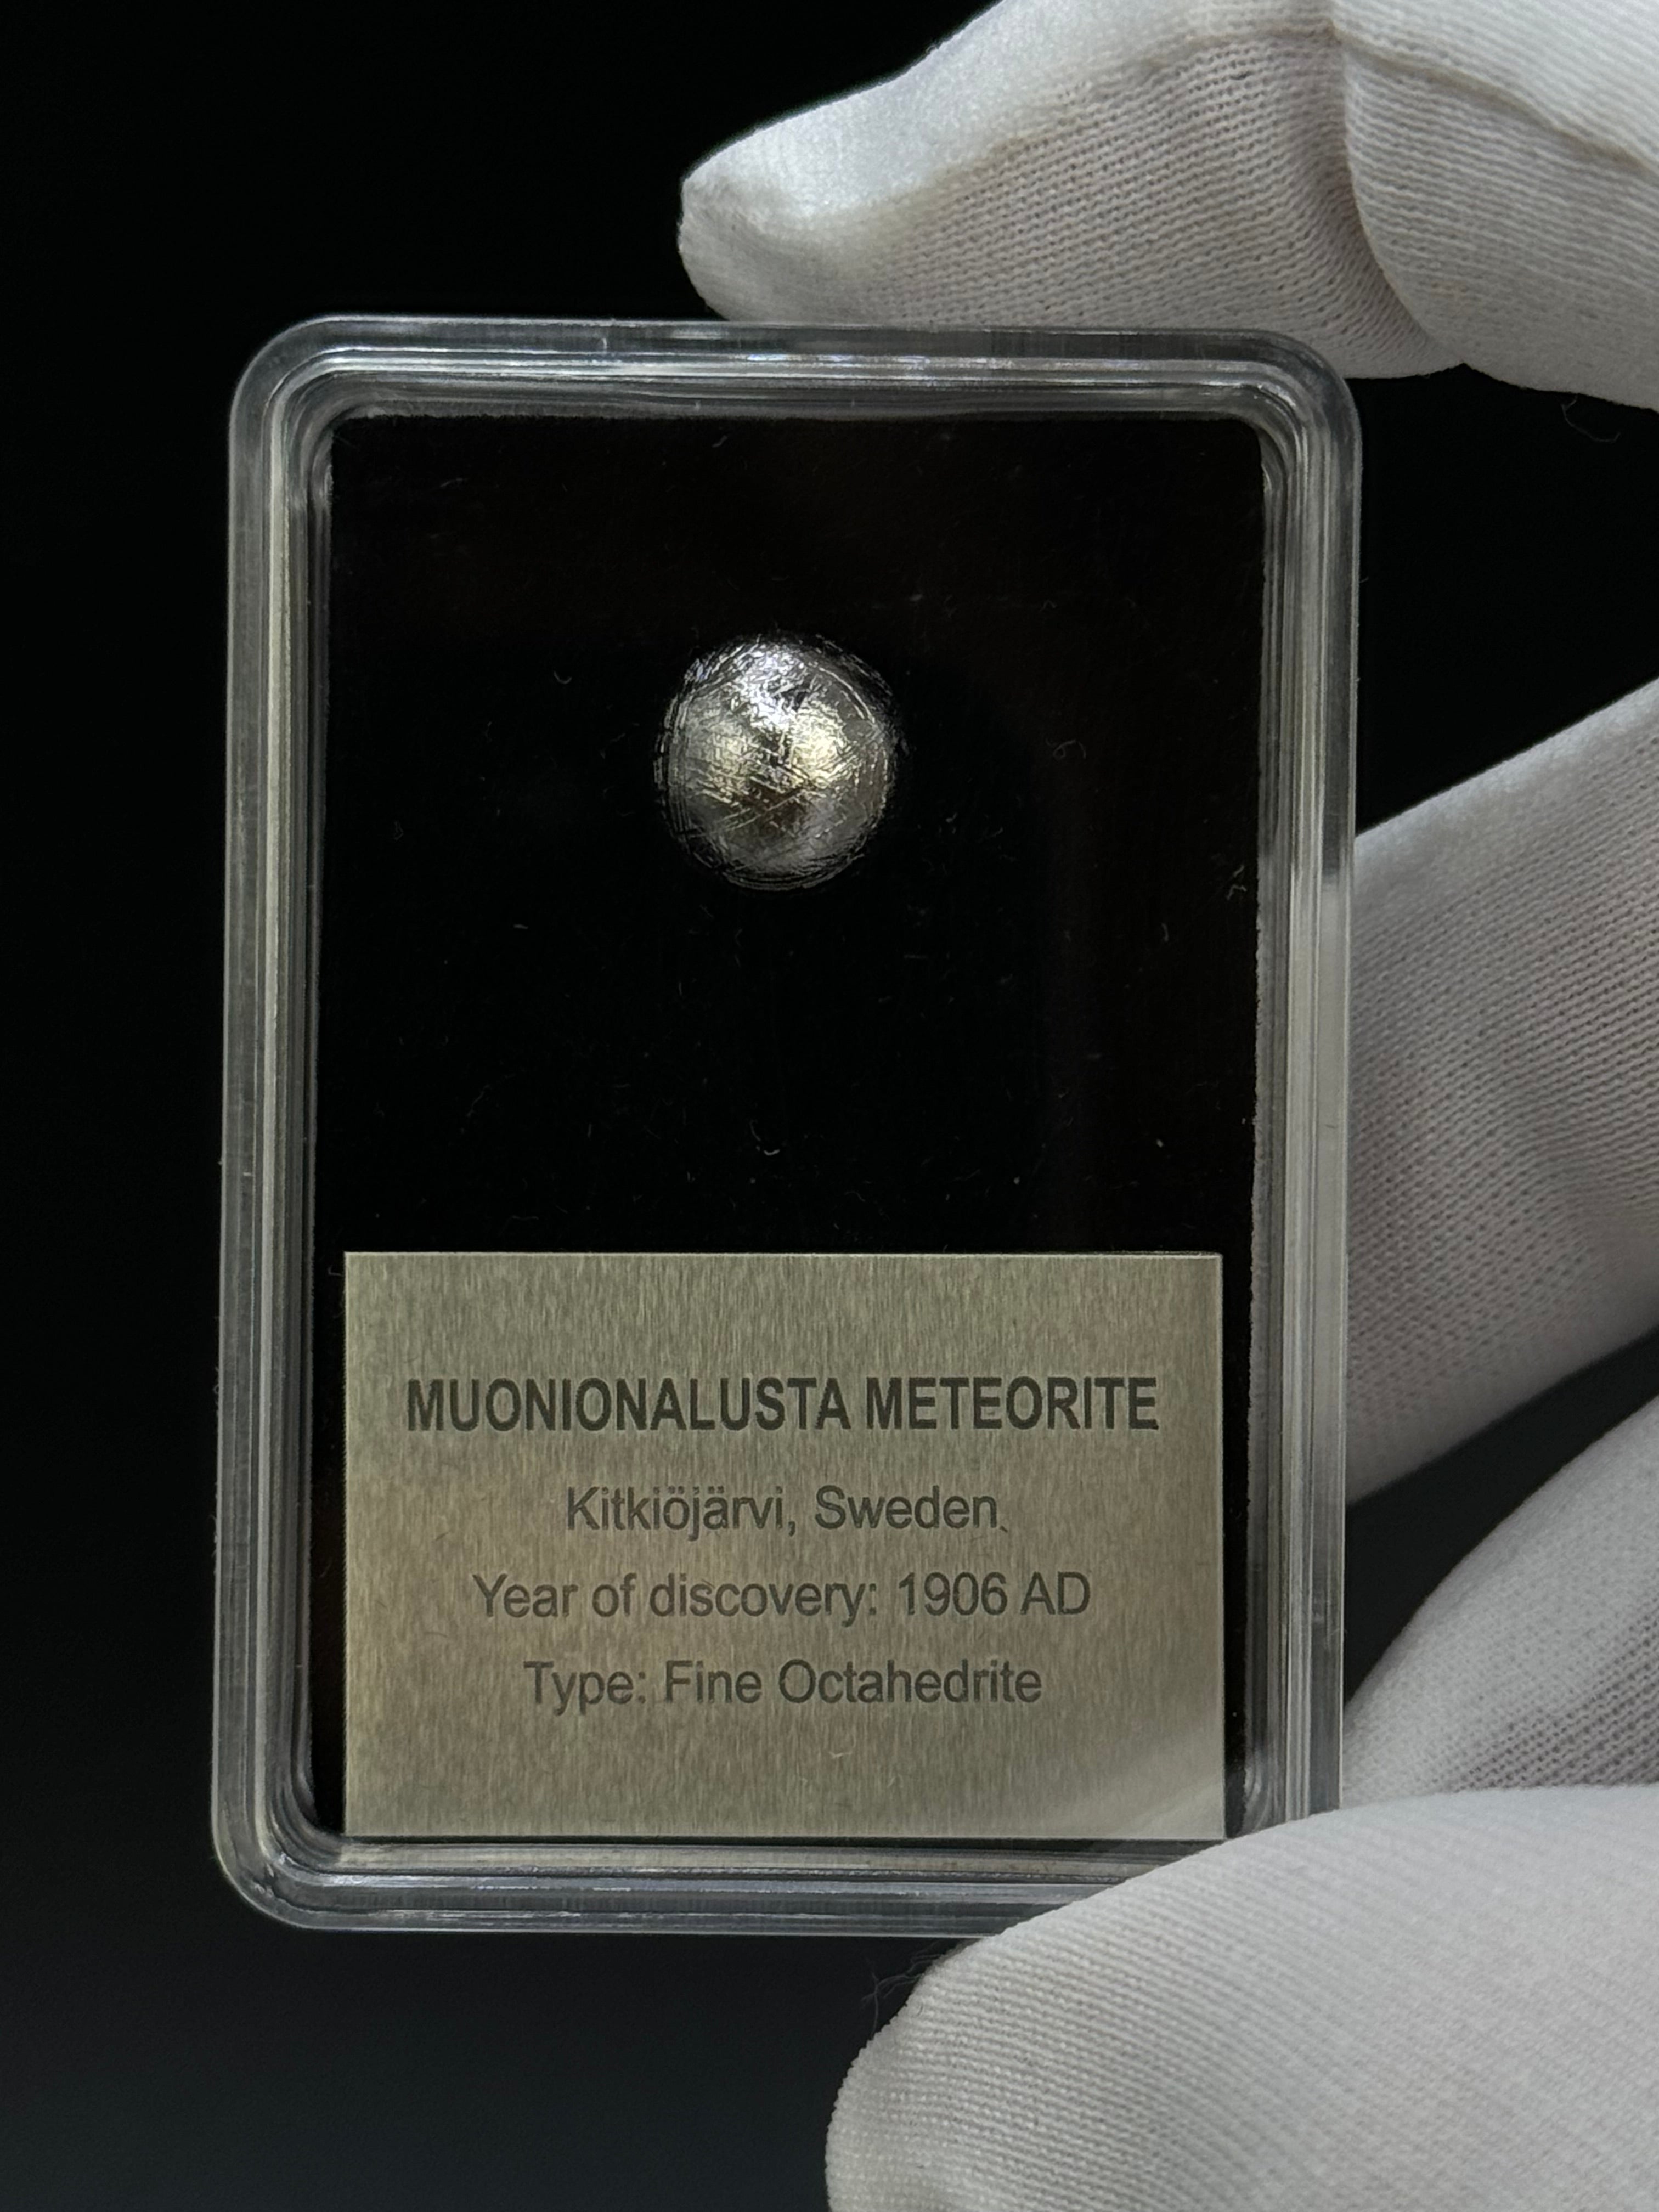 MUONIONALUSTA METEORITE
Kitkiöjärvi, Sweden
Year of discovery: 1906 AD
Type: Fine Octahedrite